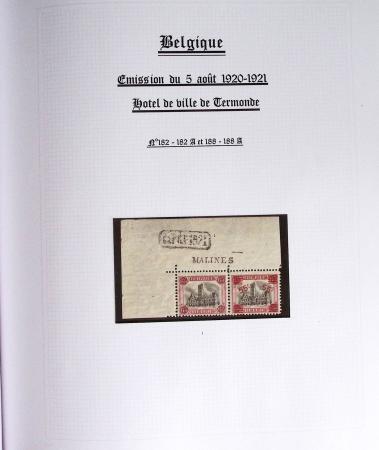 Belgique
Emission du 5 août 1920-1921
Hotel de ville de Termonde
N°182 - 182 A et 188 - 188 A
MALINES